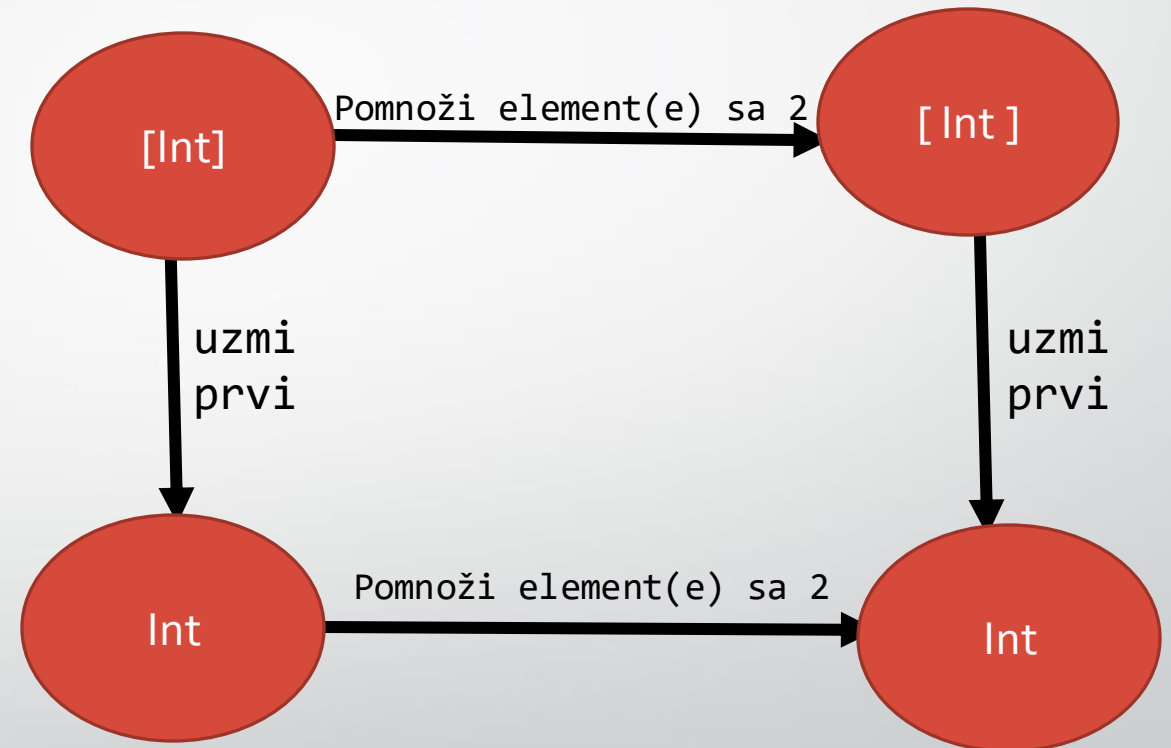 Pomnoži element(e) sa 2
[Int]
[ Int ]
uzmi
prvi
uzmi
prvi
Pomnoži element(e) sa 2
Int
Int